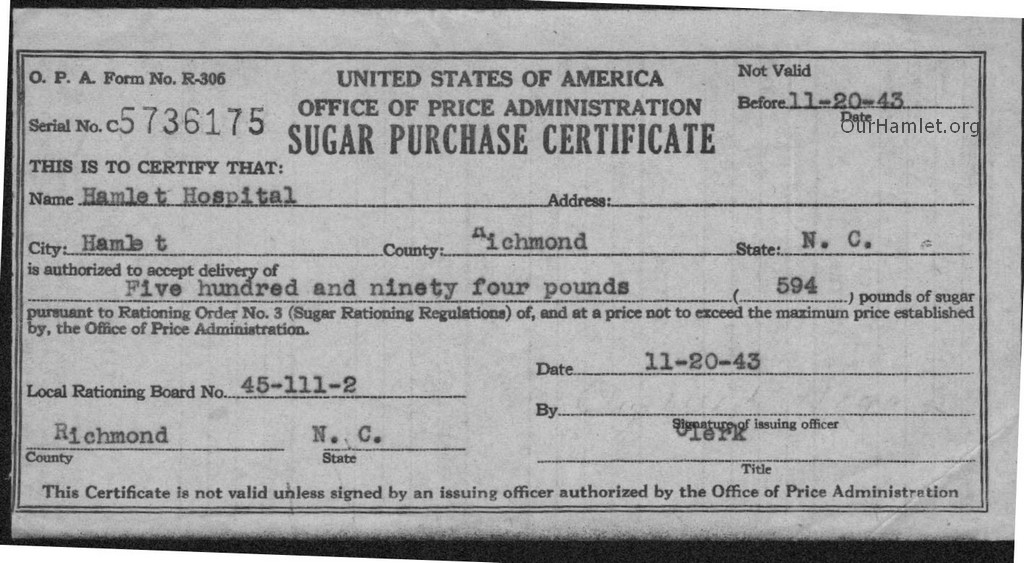 O. P. A. Form No. R-306
UNITED STATES OF AMERICA
OFFICE OF PRICE ADMINISTRATION
SUGAR PURCHASE CERTIFICATE
Not Valid
Before 11-20-43
Date
OurHamlet.org
Serial No. C5736175
THIS IS TO CERTIFY THAT:
Name Hamlet Hospital Address:
City: Hamle t County: Richmond State: N. C.
is authorized to accept delivery of
Five hundred and ninety four pounds ( 594 ) pounds of sugar
pursuant to Rationing Order No. 3 (Sugar Rationing Regulations) of, and at a price not to exceed the maximum price established
by, the Office of Price Administration.
Date 11-20-43
Local Rationing Board No. 45-111-2
By
Signature of issuing officer
Richmond N. C. Clerk
County State
Title
This Certificate is not valid unless signed by an issuing officer authorized by the Office of Price Administration